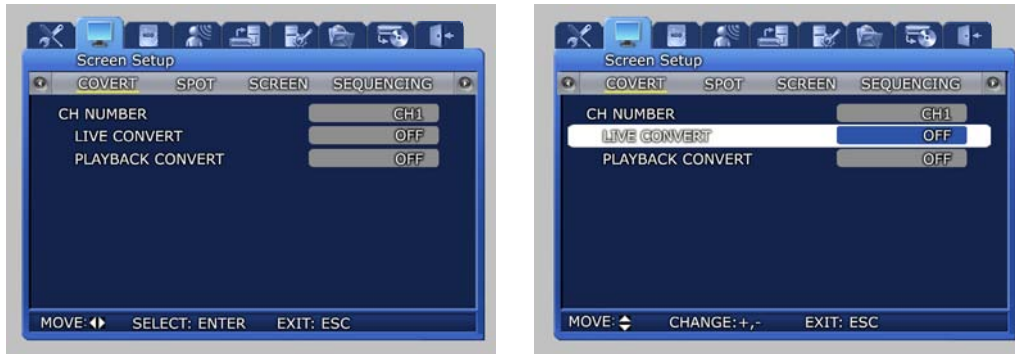 Screen Setup
COVERT SPOT SCREEN SEQUENCING
CH NUMBER CH1
LIVE CONVERT OFF
PLAYBACK CONVERT OFF
MOVE: SELECT: ENTER EXIT: ESC
Screen Setup
COVERT SPOT SCREEN SEQUENCING
CH NUMBER CH1
LIVE CONVERT OFF
PLAYBACK CONVERT OFF
MOVE: CHANGE:+,- EXIT: ESC